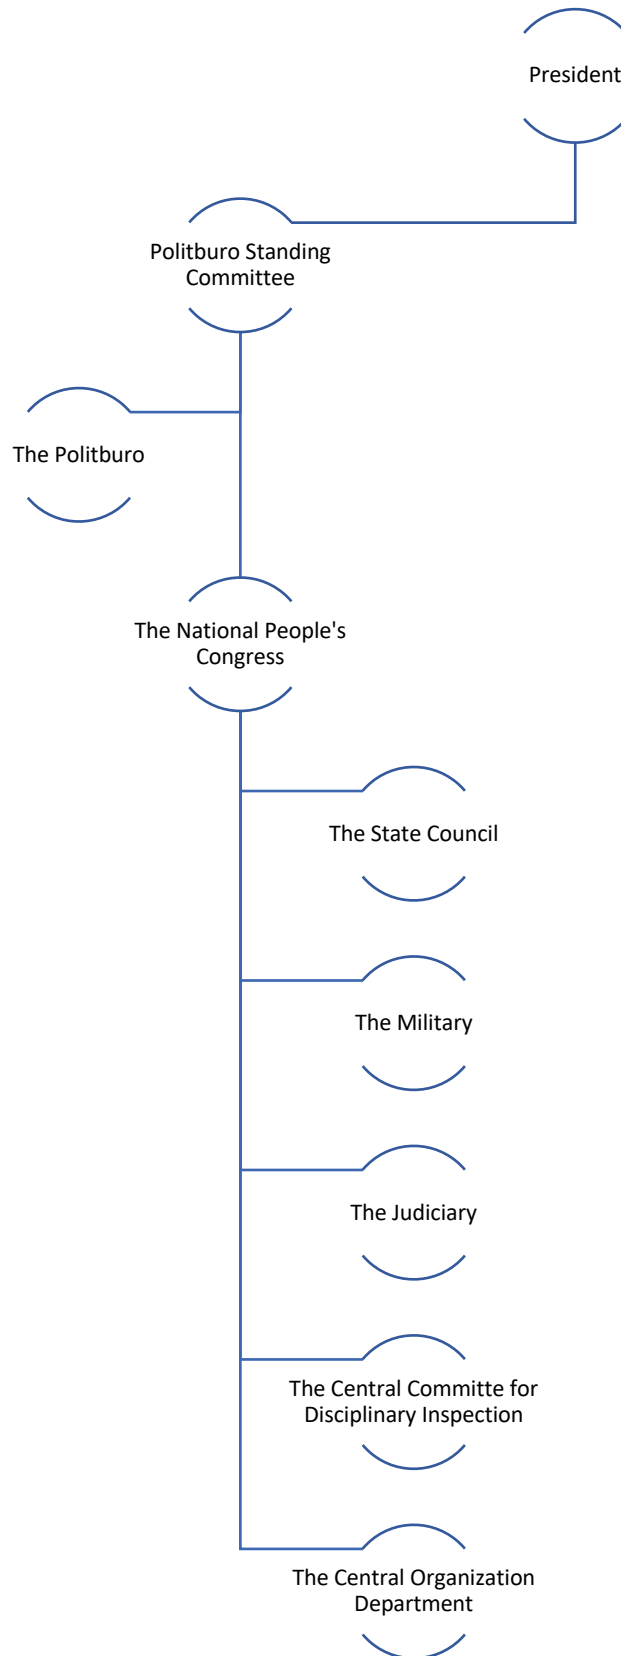 President
Politburo Standing
Committee
The Politburo
The National People's
Congress
The State Council
The Military
The Judiciary
The Central Committe for
Disciplinary Inspection
The Central Organization
Department